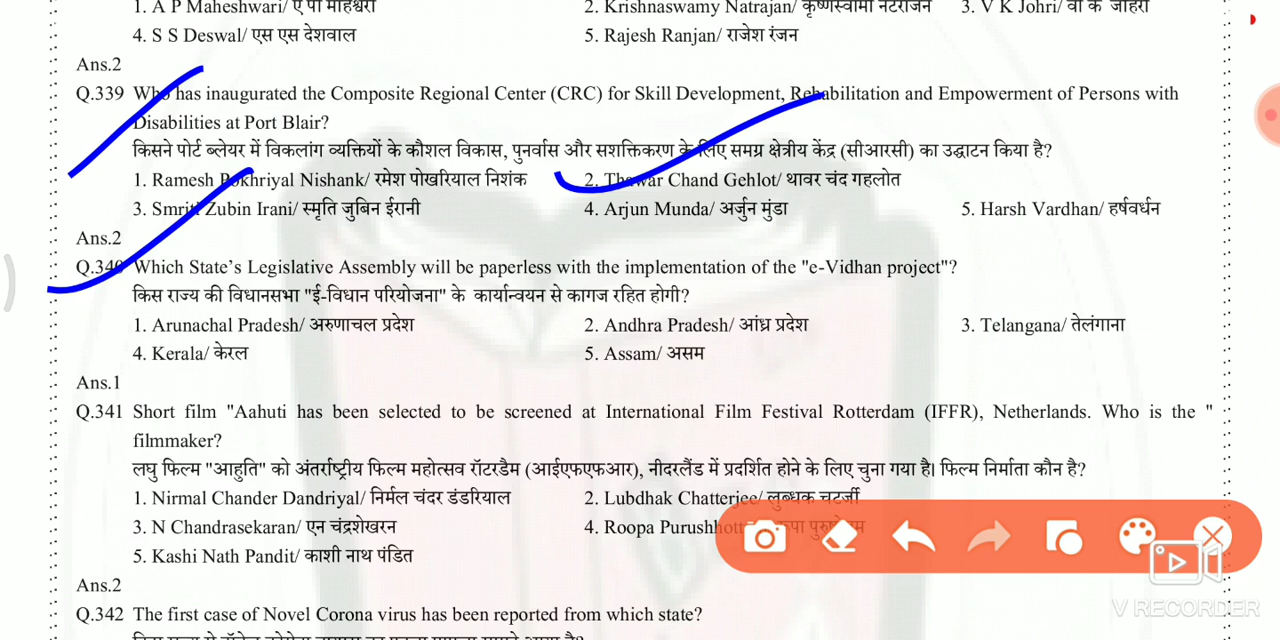 1. A P Maheshwari/ ए पी माहेश्वरी 2. Krishnaswamy Natrajan/ कृष्णस्वामी नटराजन 3. V K Johri/ वी के जोहरी
4. S S Deswal/ एस एस देशवाल 5. Rajesh Ranjan/ राजेश रंजन
Ans.2
Q.339 Who has inaugurated the Composite Regional Center (CRC) for Skill Development, Rehabilitation and Empowerment of Persons with
Disabilities at Port Blair?
किसने पोर्ट ब्लेयर में विकलांग व्यक्तियों के कौशल विकास, पुनर्वास और सशक्तिकरण के लिए समग्र क्षेत्रीय केंद्र (सीआरसी) का उद्घाटन किया है?
1. Ramesh Pokhriyal Nishank/ रमेश पोखरियाल निशंक 2. Thawar Chand Gehlot/ थावर चंद गहलोत
3. Smriti Zubin Irani/ स्मृति जुबिन ईरानी 4. Arjun Munda/ अर्जुन मुंडा 5. Harsh Vardhan/ हर्षवर्धन
Ans.2
Q.340 Which State’s Legislative Assembly will be paperless with the implementation of the "e-Vidhan project"?
किस राज्य की विधानसभा "ई-विधान परियोजना" के कार्यान्वयन से कागज रहित होगी?
1. Arunachal Pradesh/ अरुणाचल प्रदेश 2. Andhra Pradesh/ आंध्र प्रदेश 3. Telangana/ तेलंगाना
4. Kerala/ केरल 5. Assam/ असम
Ans.1
Q.341 Short film "Aahuti has been selected to be screened at International Film Festival Rotterdam (IFFR), Netherlands. Who is the "
filmmaker?
लघु फिल्म "आहुति" को अंतर्राष्ट्रीय फिल्म महोत्सव रॉटरडैम (आईएफएफआर), नीदरलैंड में प्रदर्शित होने के लिए चुना गया है। फिल्म निर्माता कौन है?
1. Nirmal Chander Dandriyal/ निर्मल चंदर डंडरियाल 2. Lubdhak Chatterjee/ लुब्धक चटर्जी
3. N Chandrasekaran/ एन चंद्रशेखरन 4. Roopa
5. Kashi Nath Pandit/ काशी नाथ पंडित
Ans.2
Q.342 The first case of Novel Corona virus has been reported from which state?
V RECORDER